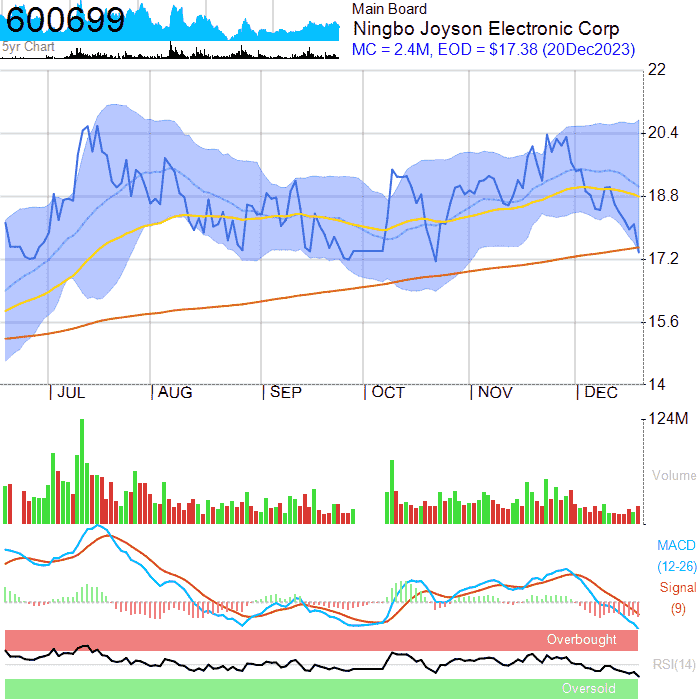 600699
5yr Chart
Main Board
Ningbo Joyson Electronic Corp
MC = 2.4M, EOD = $17.38 (20Dec2023)
22
20.4
18.8
17.2
15.6
14
| JUL | AUG | SEP | OCT | NOV | DEC
124M
Volume
MACD
(12-26)
Signal
(9)
Overbought
RSI(14)
Oversold